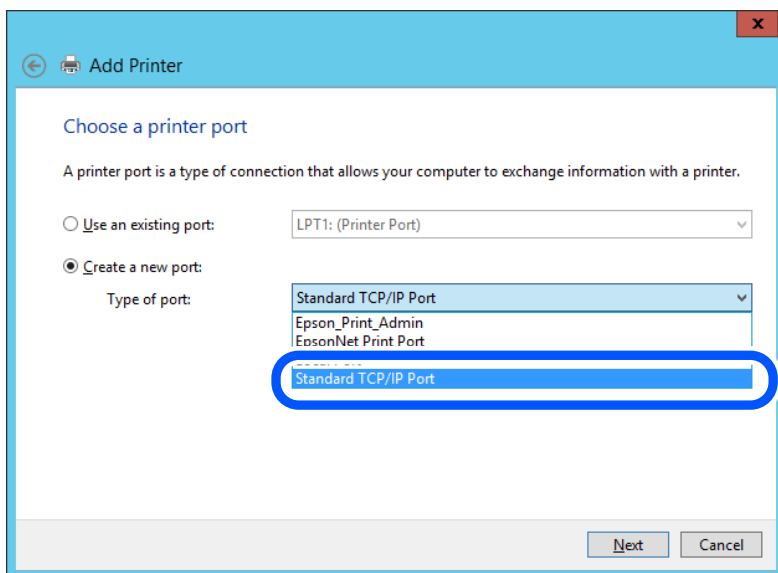 x
Add Printer
Choose a printer port
A printer port is a type of connection that allows your computer to exchange information with a printer.
Use an existing port: LPT1: (Printer Port)
Create a new port:
Type of port: Standard TCP/IP Port
Epson_Print_Admin
EpsonNet Print Port
Standard TCP/IP Port
Next Cancel